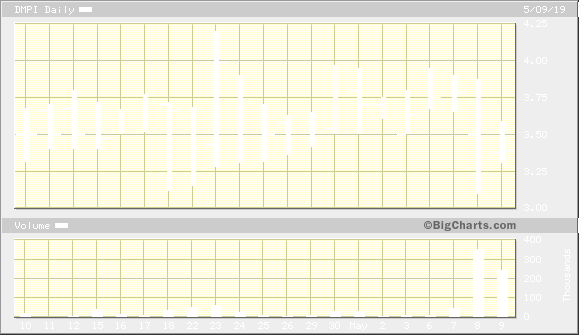 DMPI Daily 5/09/19
4.25
4.00
3.75
3.50
3.25
3.00
Volume ©BigCharts.com
400
300
200
100
0
Thousands
10 11 12 15 16 17 18 22 23 24 25 26 29 30 May 2 3 6 7 8 9